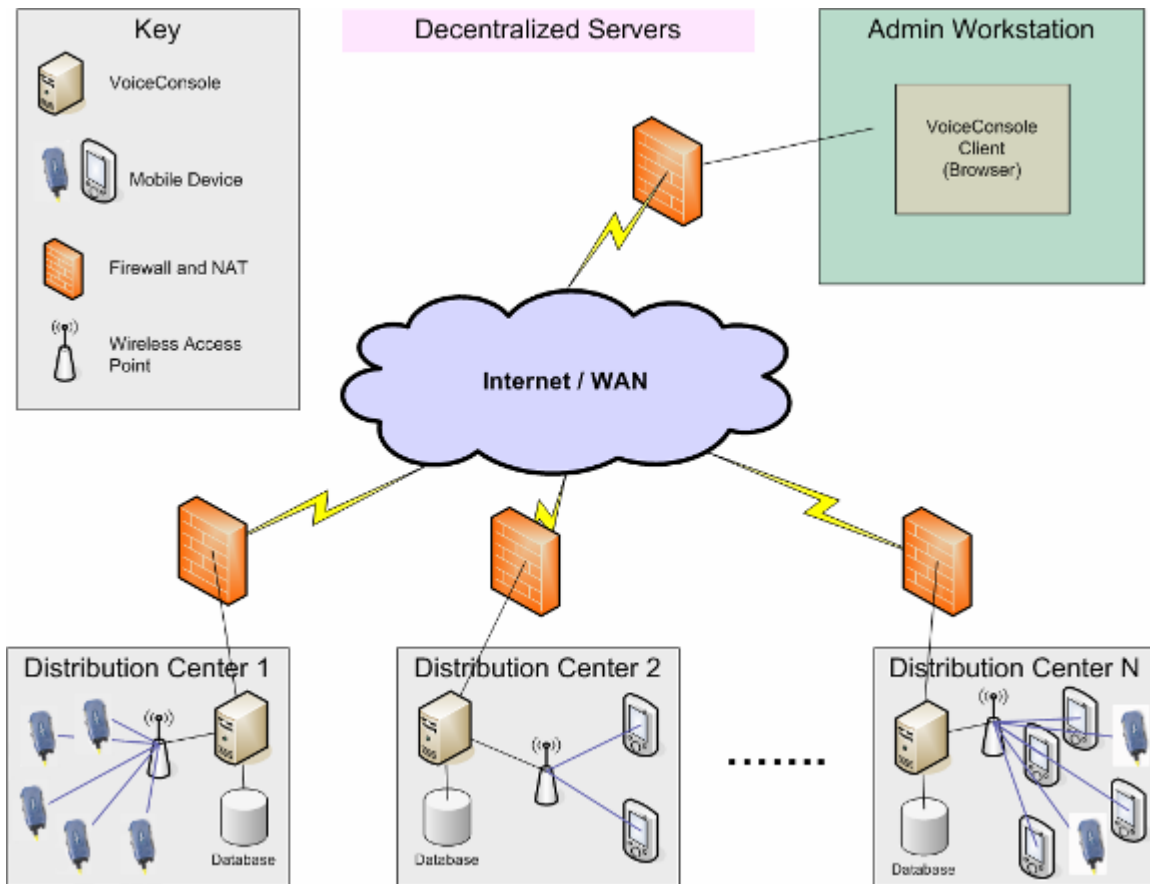 Key
VoiceConsole
Mobile Device
Firewall and NAT
Wireless Access
Point
Decentralized Servers
Admin Workstation
VoiceConsole
Client
(Browser)
Internet / WAN
Distribution Center 1
Database
Distribution Center 2
Database
.......
Distribution Center N
Database